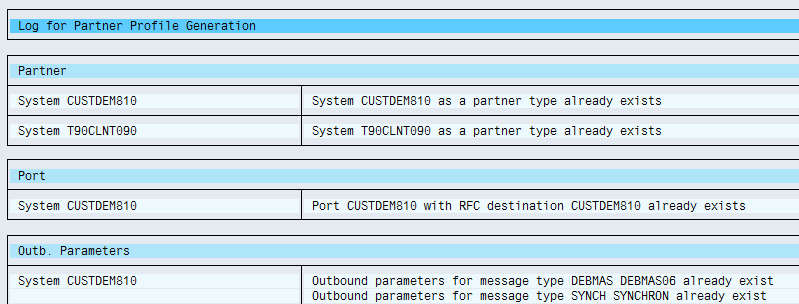 Log for Partner Profile Generation
Partner
System CUSTDEM810 System CUSTDEM810 as a partner type already exists
System T90CLNT090 System T90CLNT090 as a partner type already exists
Port
System CUSTDEM810 Port CUSTDEM810 with RFC destination CUSTDEM810 already exists
Outb. Parameters
System CUSTDEM810 Outbound parameters for message type DEBMAS DEBMAS06 already exist
Outbound parameters for message type SYNCH SYNCHRON already exist